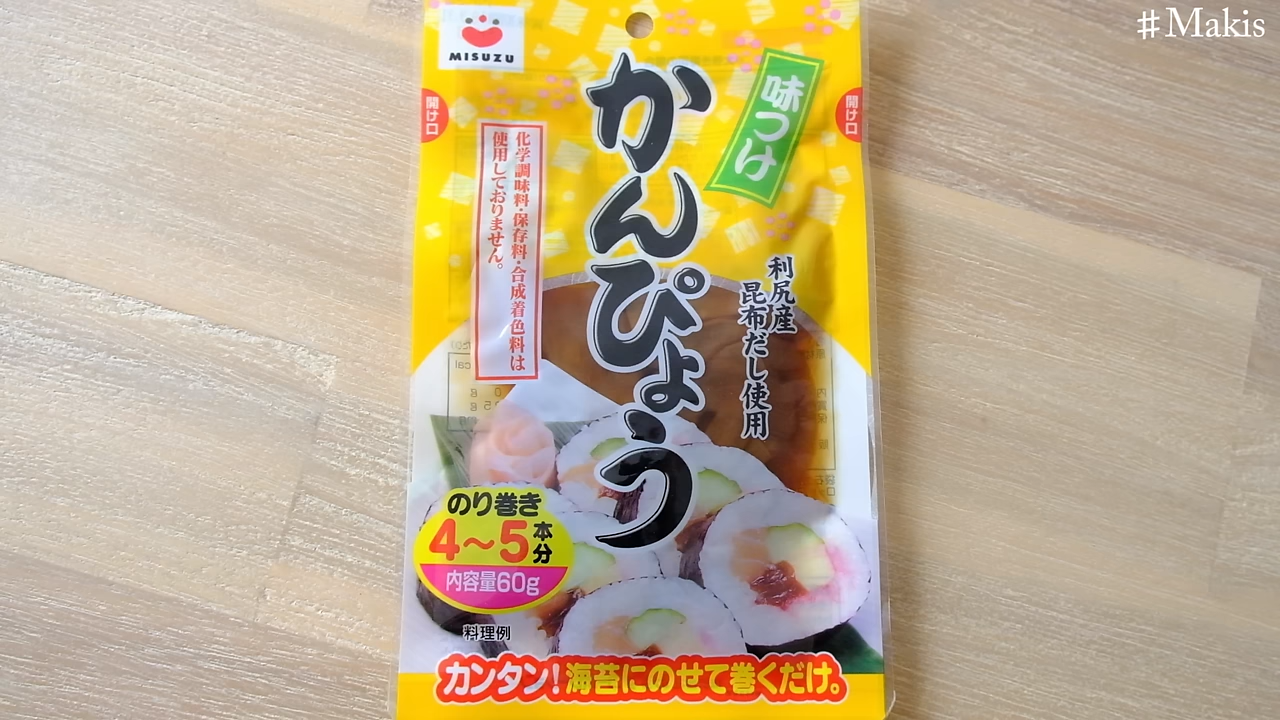 #Makis
MISUZU
開け口
開け口
味つけ
かんぴょう
化学調味料・保存料・合成着色料は
使用しておりません。
利尻産
昆布だし使用
のり巻き
4～5本分
内容量60g
料理例
カンタン!海苔にのせて巻くだけ。